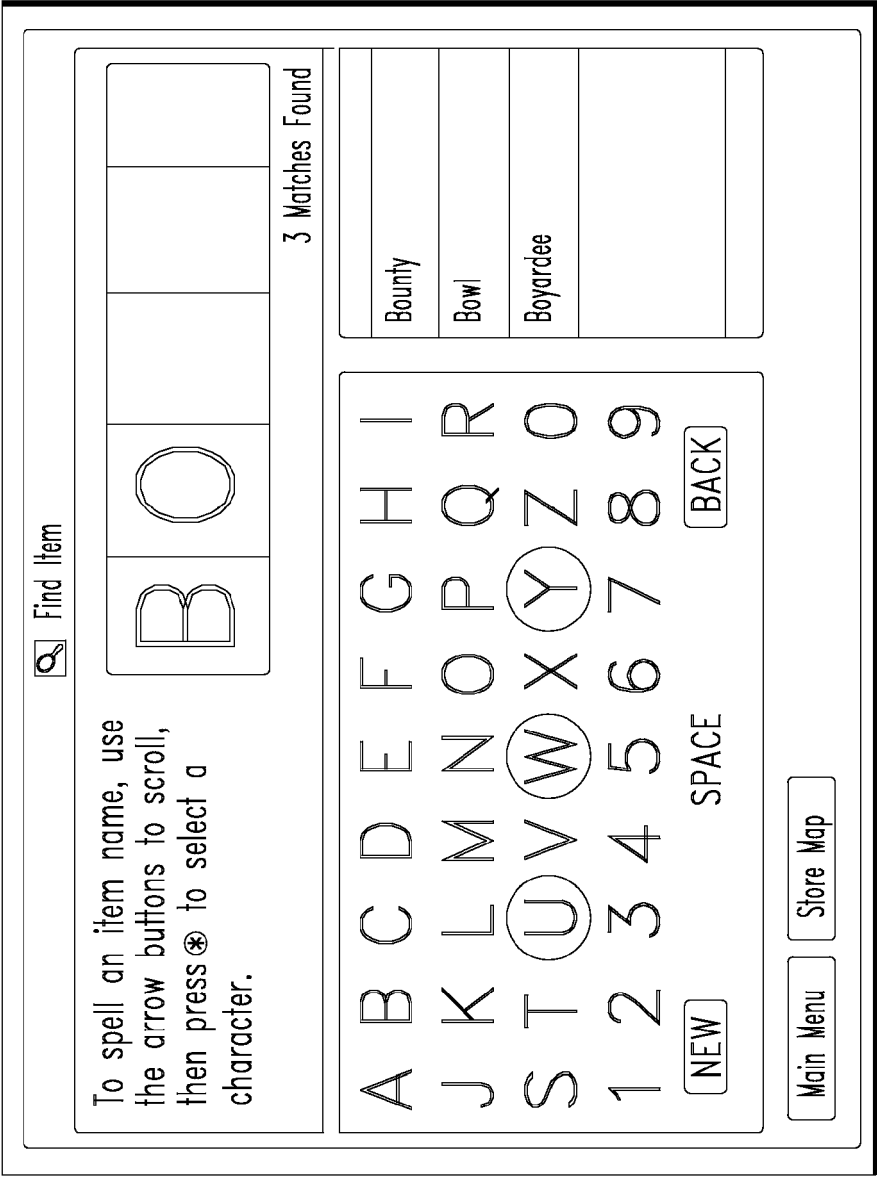 Find Item
To spell an item name, use
the arrow buttons to scroll,
then press ⊛ to select a
character.
B O
3 Matches Found
A B C D E F G H I
J K L M N O P Q R
S T U V W X Y Z 0
1 2 3 4 5 6 7 8 9
NEW SPACE BACK
Bounty
Bowl
Boyardee
Main Menu Store Map